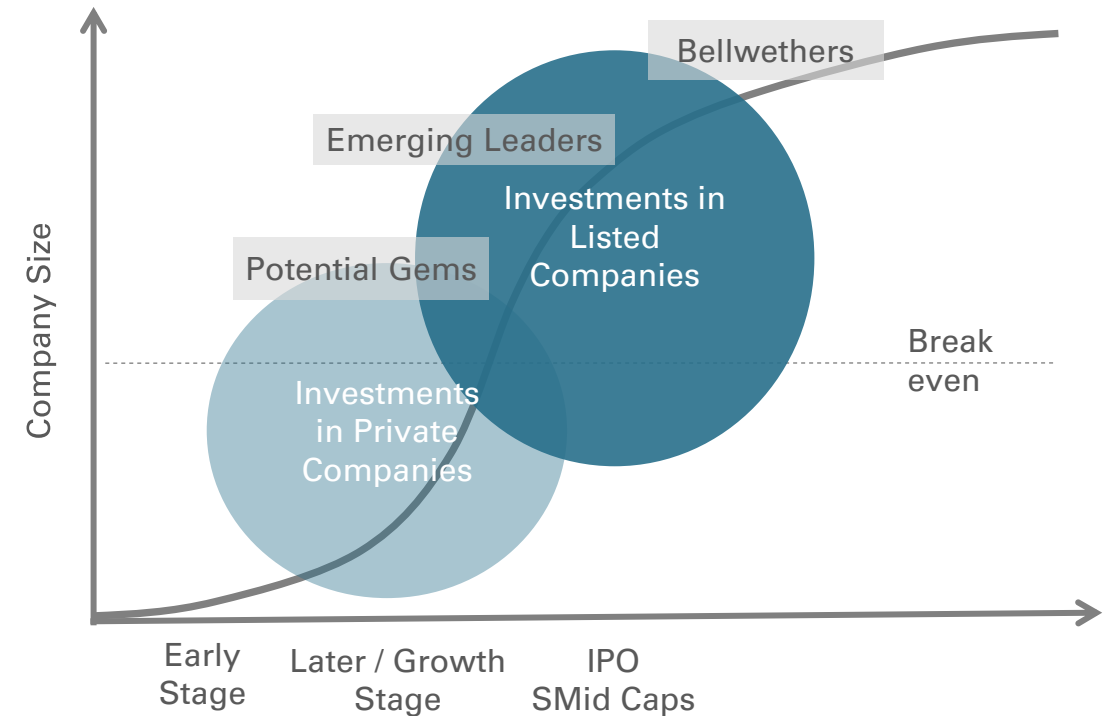 Bellwethers
Emerging Leaders
Investments in
Listed
Companies
Potential Gems
Company Size
Break
even
Investments
in Private
Companies
Early
Stage
Later / Growth
Stage
IPO
SMid Caps